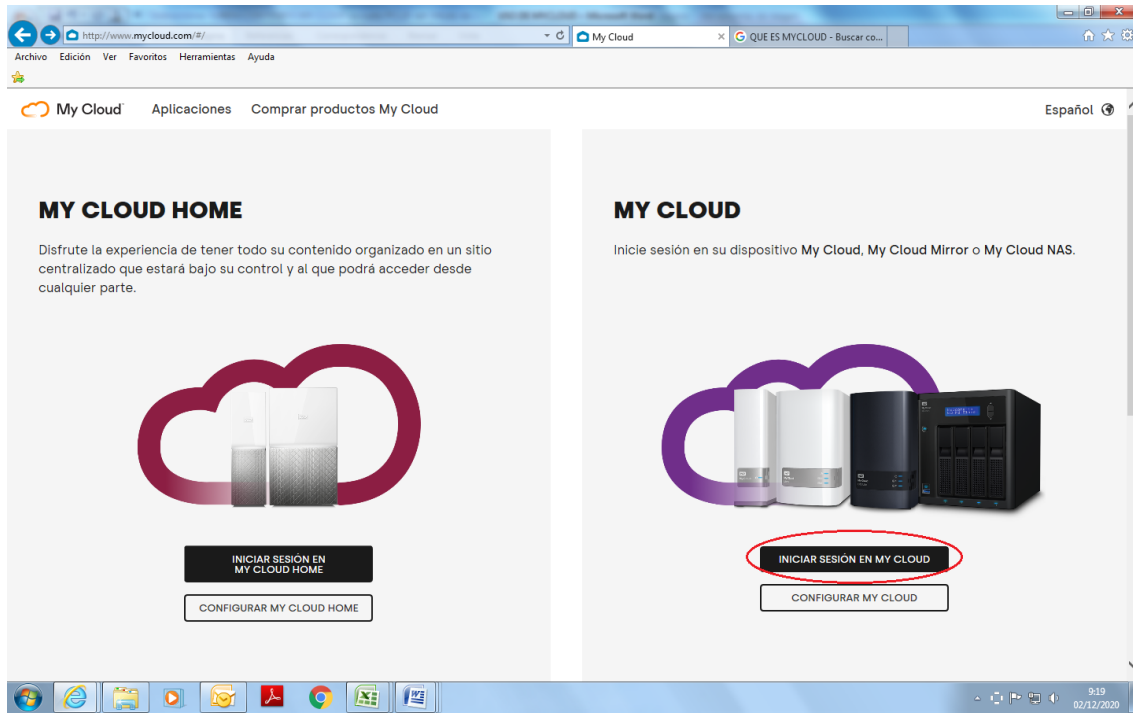 http://www.mycloud.com/#/
My Cloud
QUE ES MYCLOUD - Buscar co...
Archivo Edición Ver Favoritos Herramientas Ayuda
My Cloud Aplicaciones Comprar productos My Cloud
Español
MY CLOUD HOME
Disfrute la experiencia de tener todo su contenido organizado en un sitio
centralizado que estará bajo su control y al que podrá acceder desde
cualquier parte.
INICIAR SESIÓN EN
MY CLOUD HOME
CONFIGURAR MY CLOUD HOME
MY CLOUD
Inicie sesión en su dispositivo My Cloud, My Cloud Mirror o My Cloud NAS.
INICIAR SESIÓN EN MY CLOUD
CONFIGURAR MY CLOUD
9:19
02/12/2020